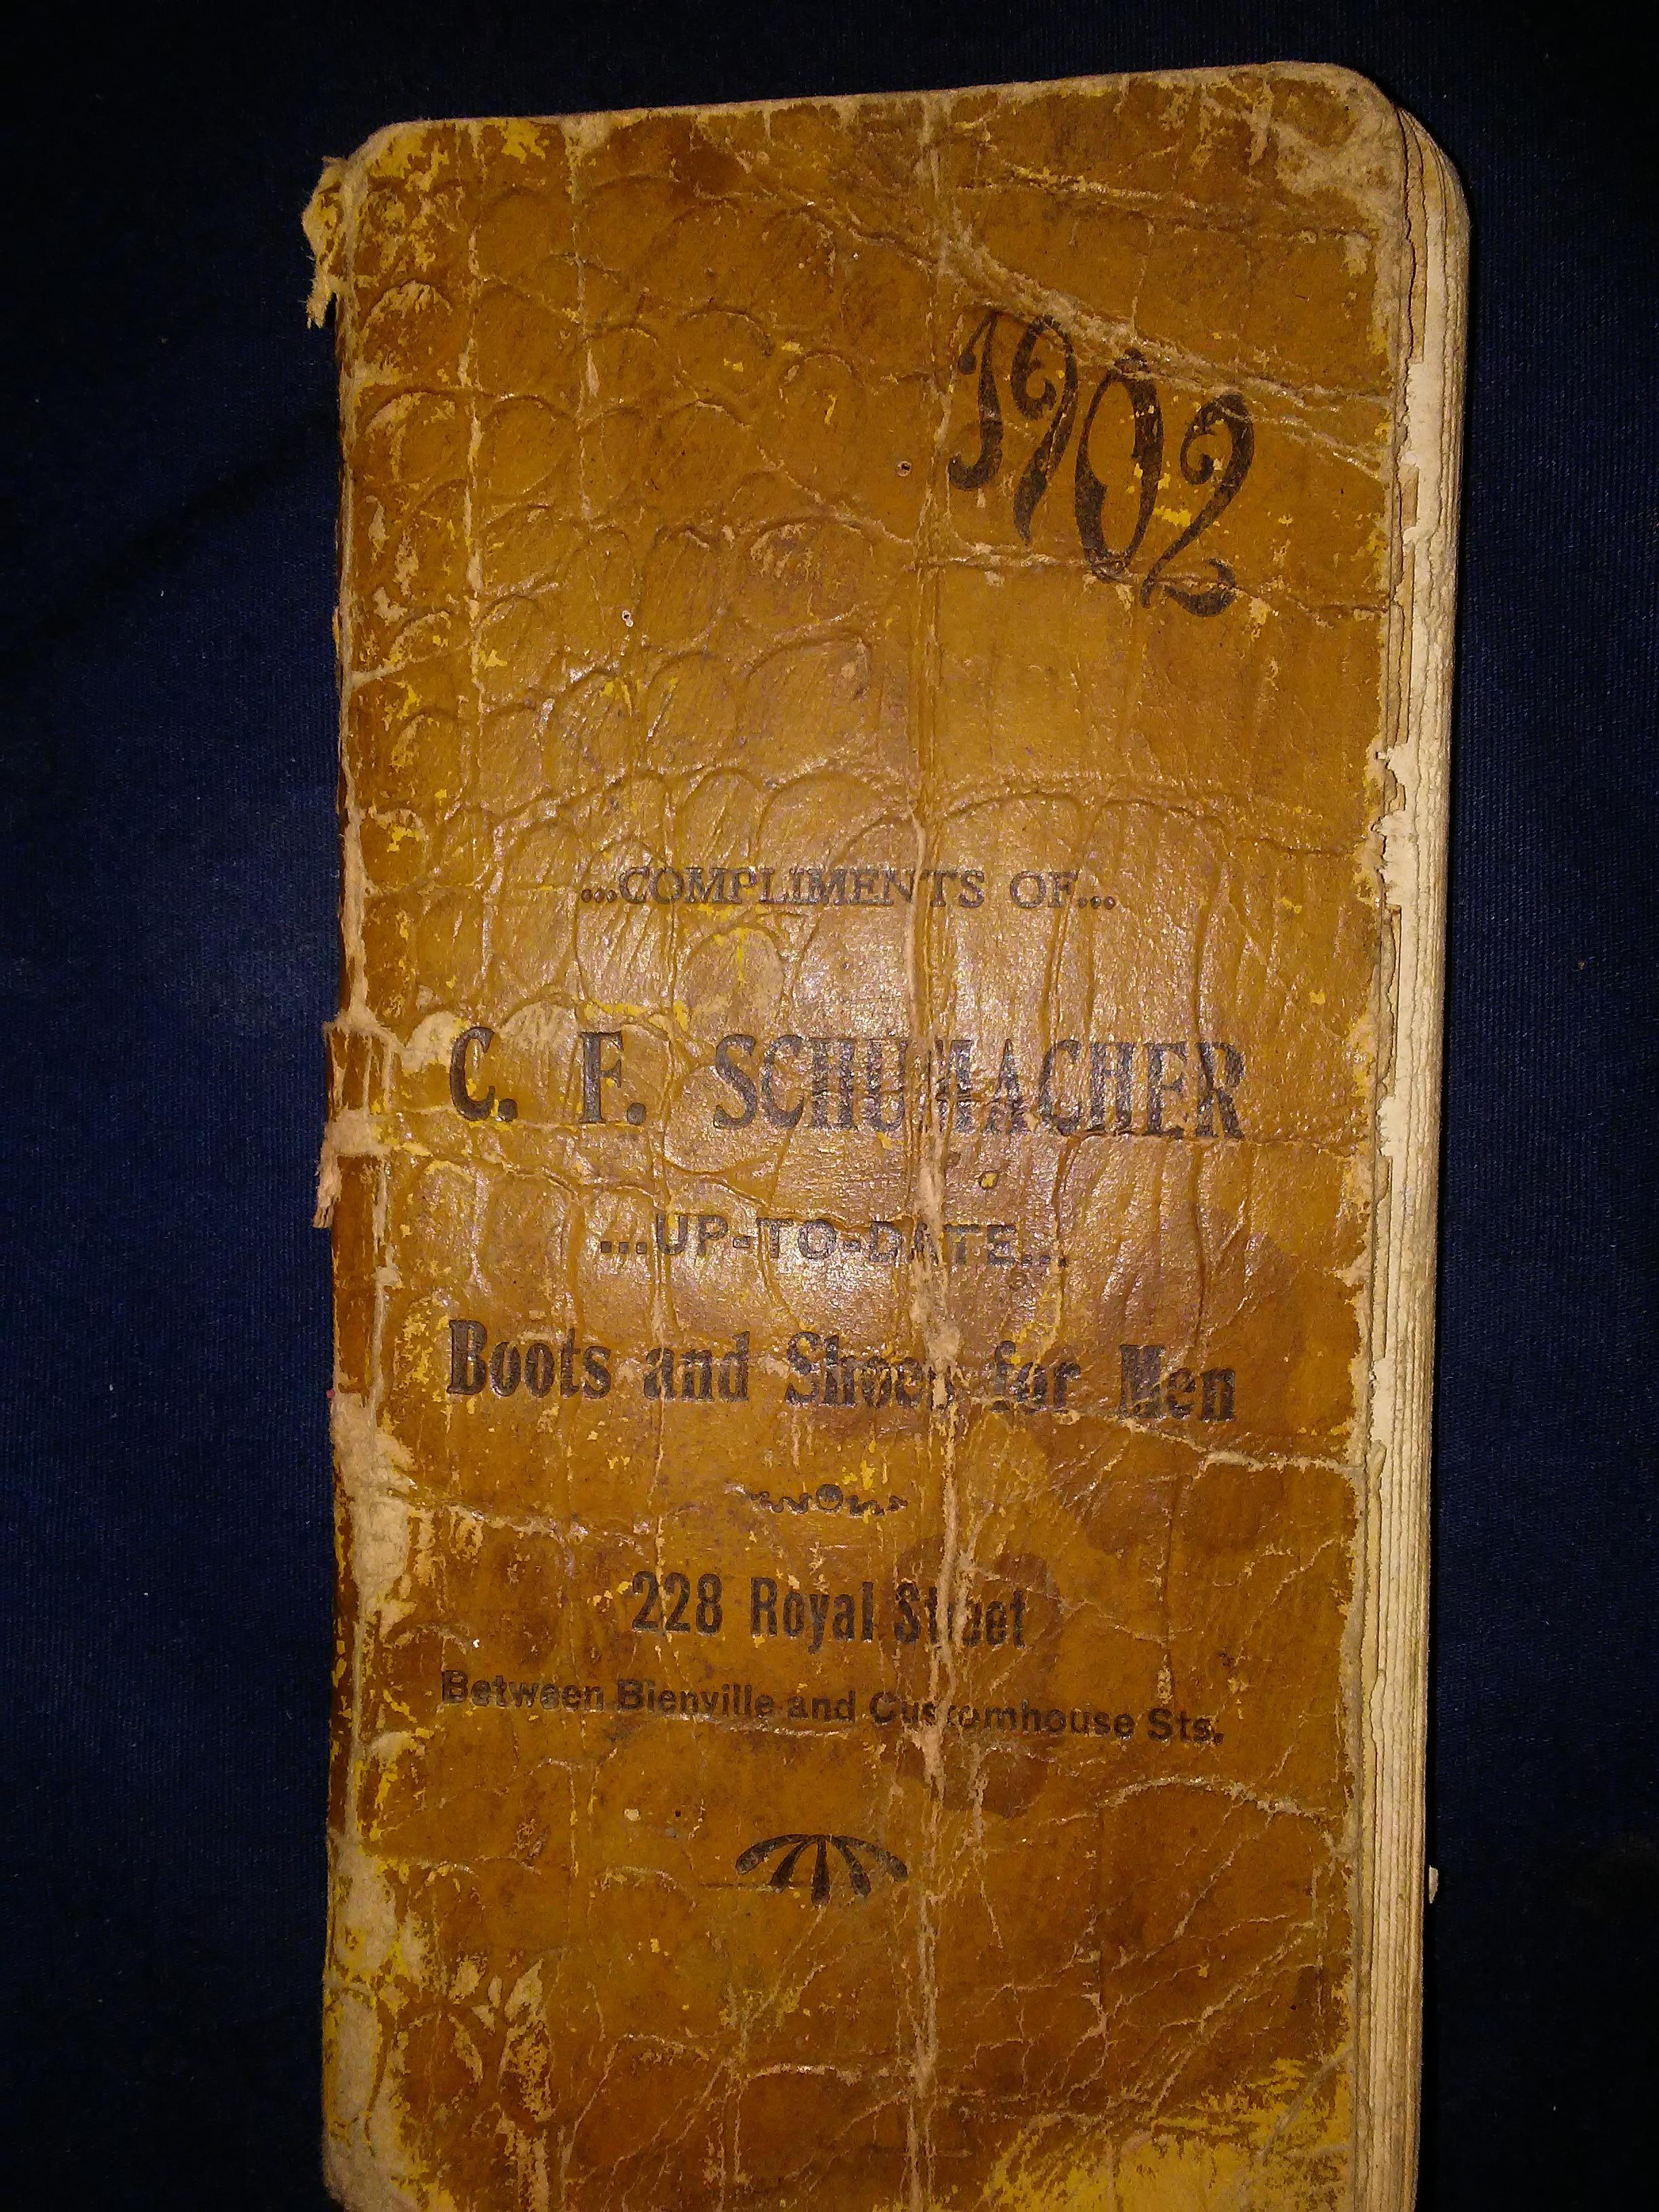 1902
...COMPLIMENTS OF...
C. F. SCHUMACHER
...UP-TO-DATE...
Boots and Shoes for Men
228 Royal Street
Between Bienville and Customhouse Sts.